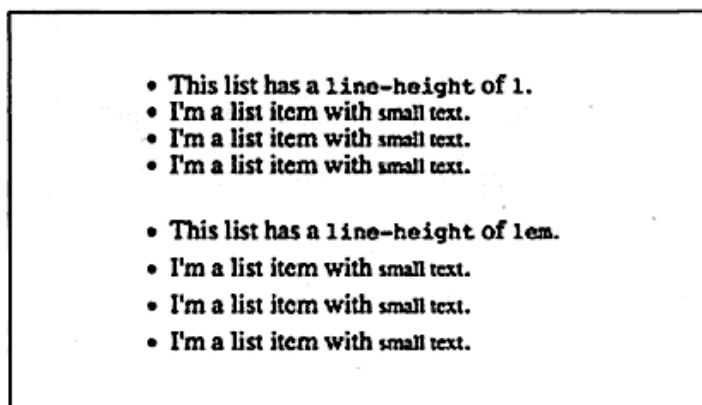 • This list has a line-height of 1.
• I'm a list item with small text.
• I'm a list item with small text.
• I'm a list item with small text.
• This list has a line-height of 1em.
• I'm a list item with small text.
• I'm a list item with small text.
• I'm a list item with small text.